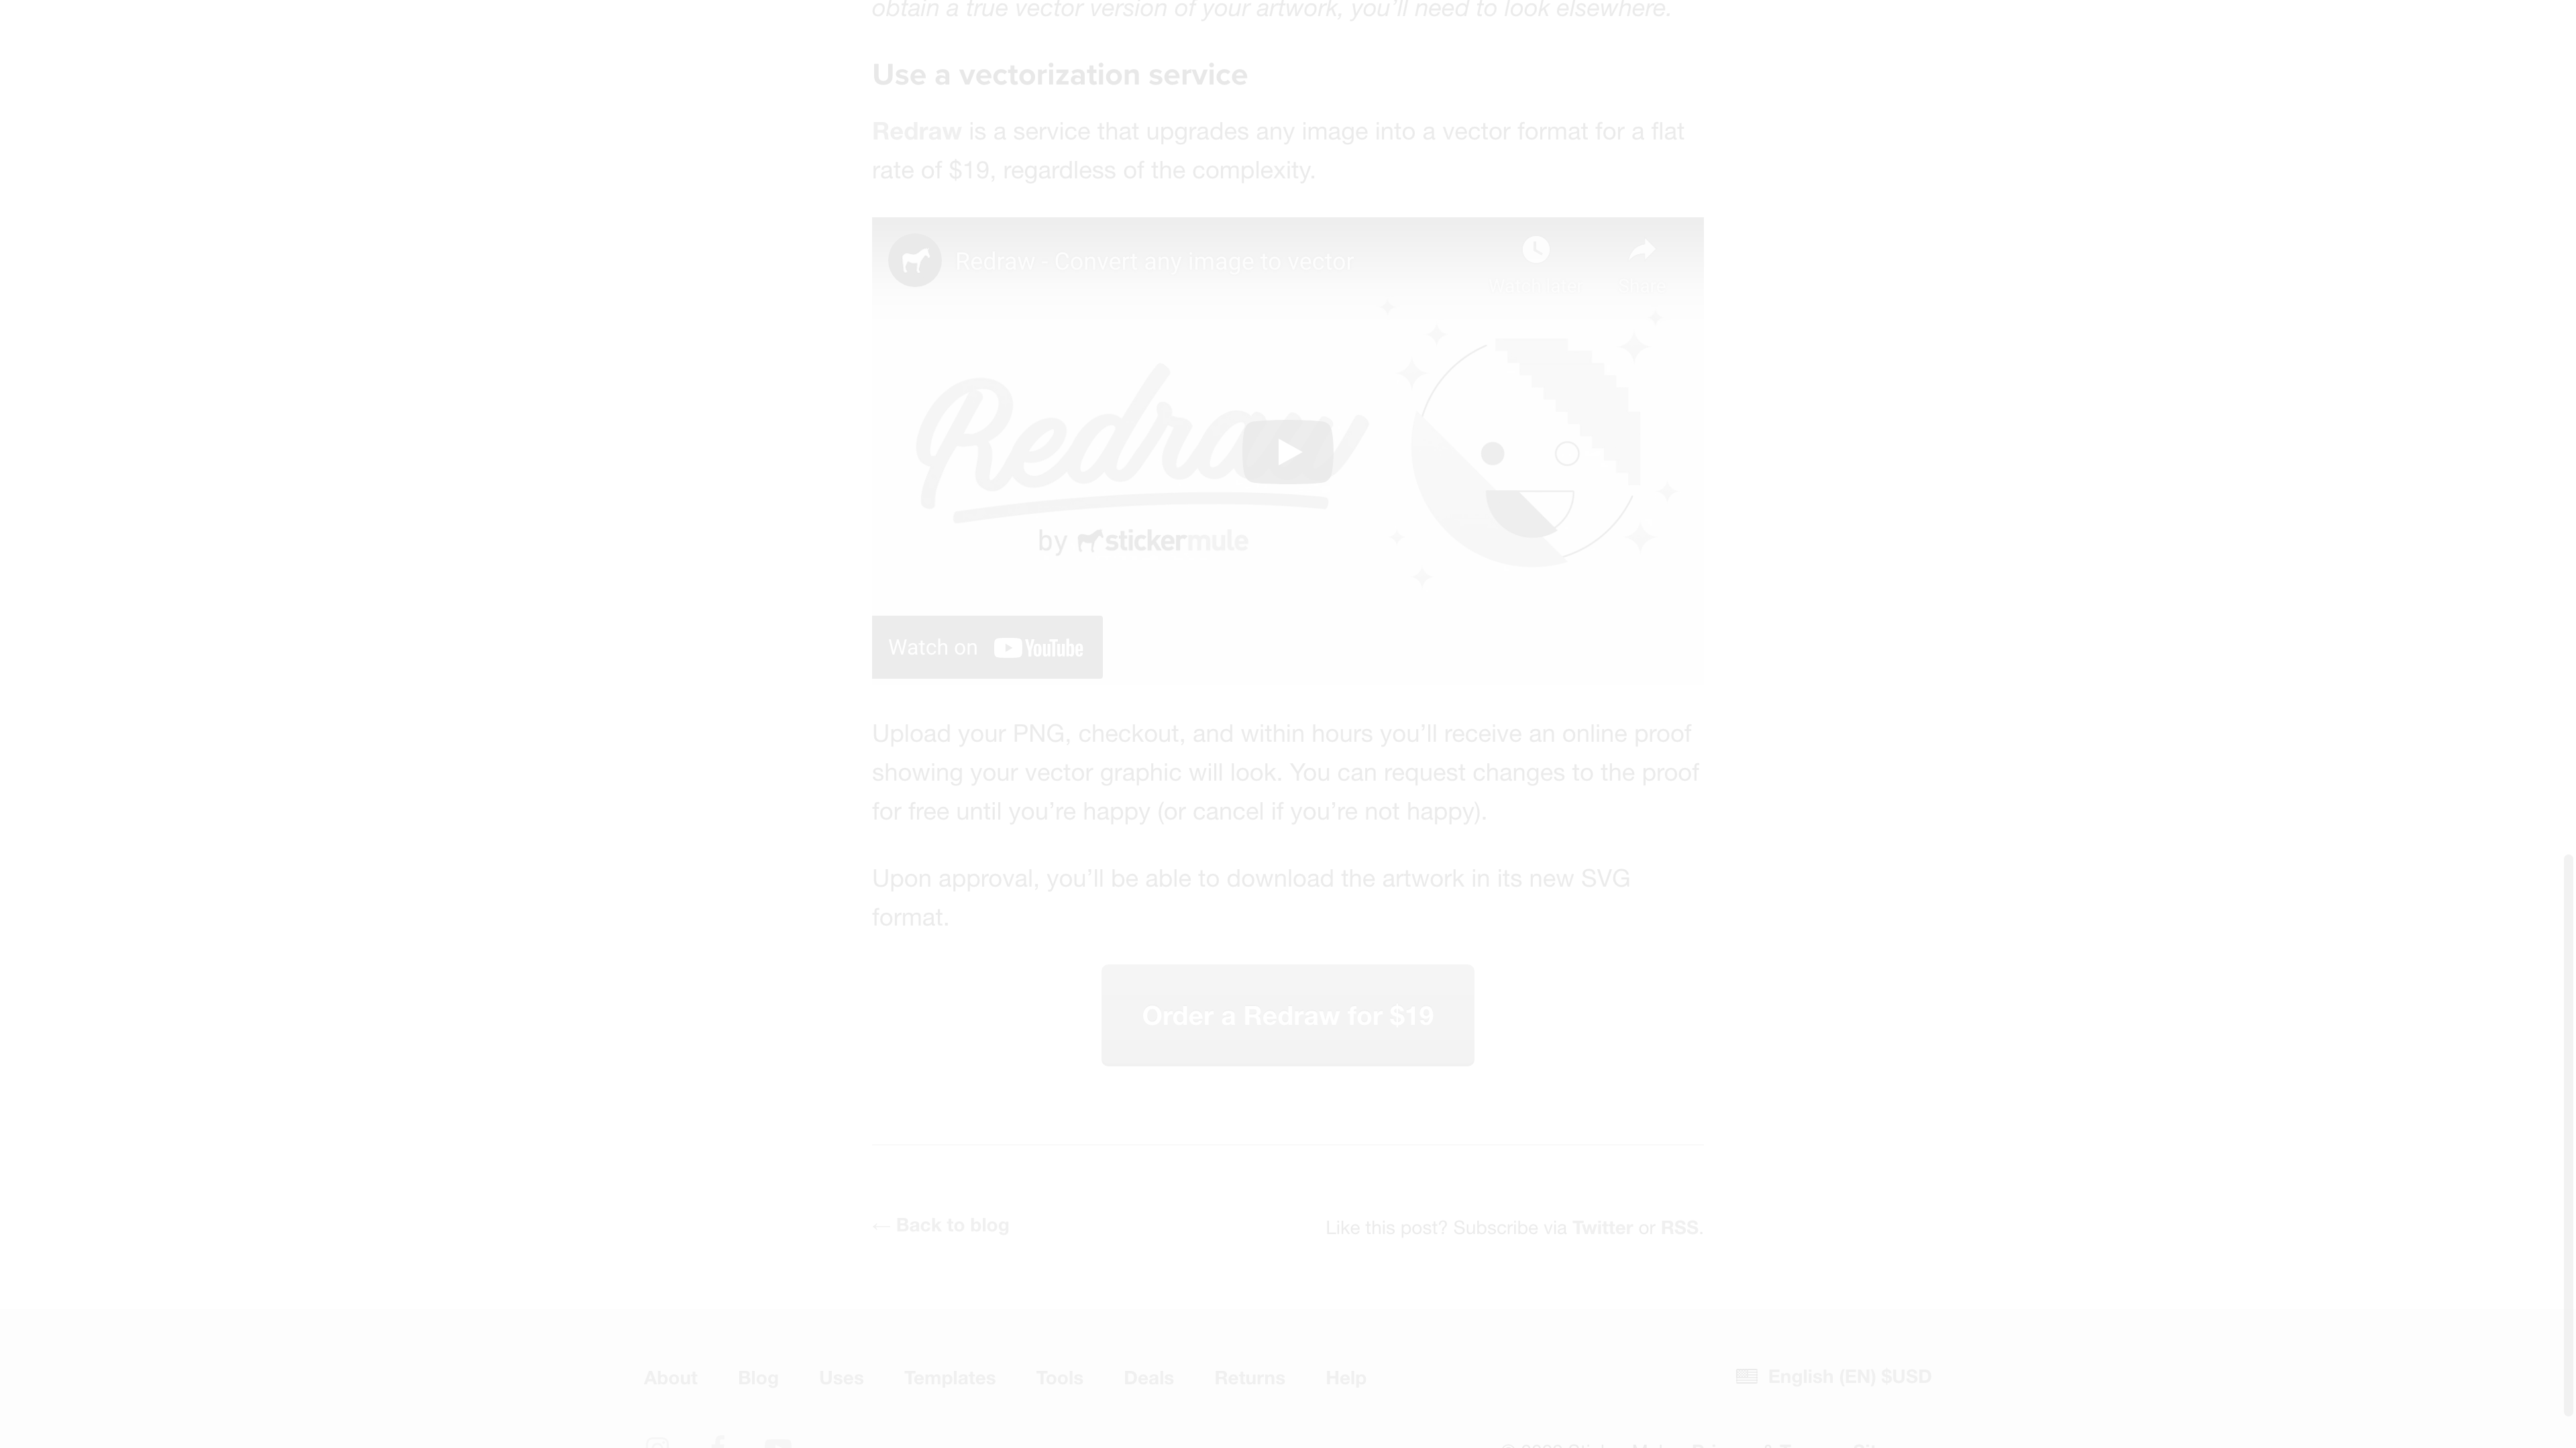 obtain a true vector version of your artwork, you’ll need to look elsewhere.
Use a vectorization service
Redraw is a service that upgrades any image into a vector format for a flat
rate of $19, regardless of the complexity.
Redraw - Convert any image to vector
Redraw
by stickermule
Watch on YouTube
Upload your PNG, checkout, and within hours you’ll receive an online proof
showing your vector graphic will look. You can request changes to the proof
for free until you’re happy (or cancel if you’re not happy).
Upon approval, you’ll be able to download the artwork in its new SVG
format.
Order a Redraw for $19
← Back to blog
Like this post? Subscribe via Twitter or RSS.
About Blog Uses Templates Tools Deals Returns Help
English (EN) $USD